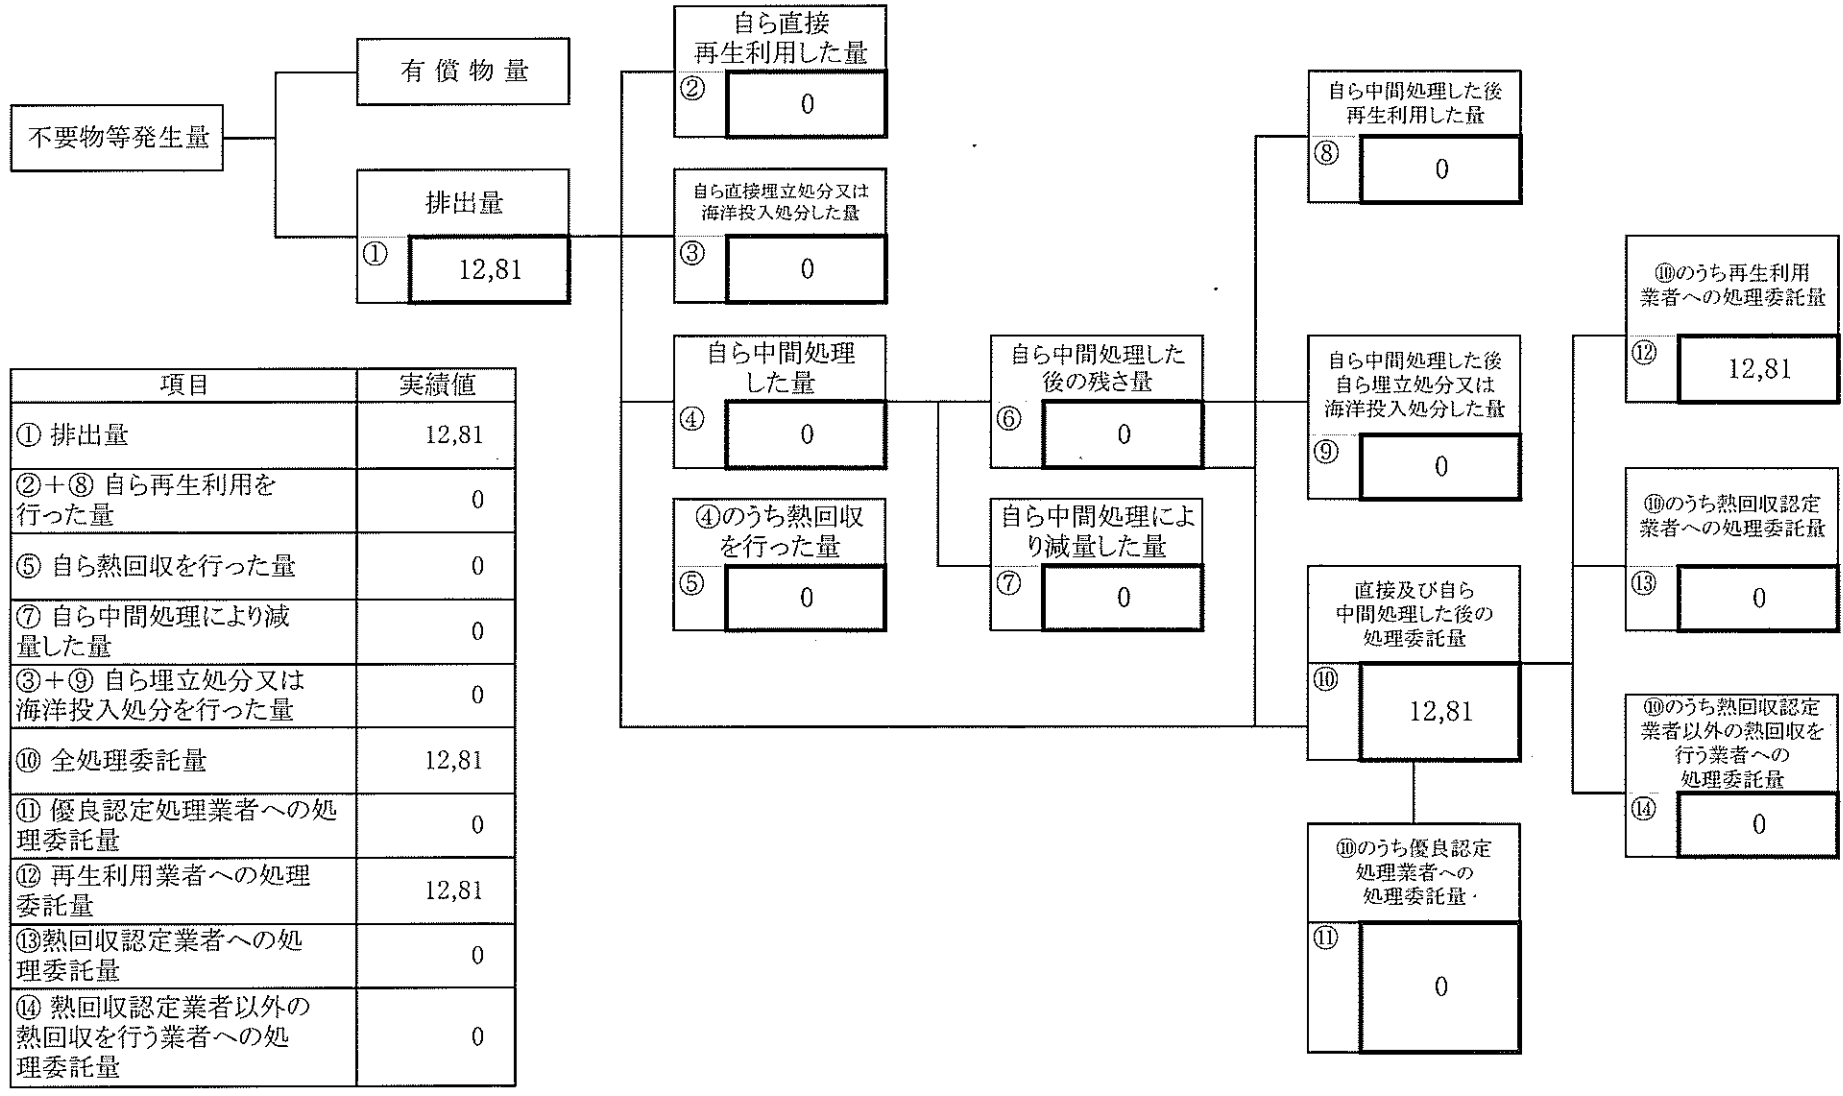 不要物等発生量
有償物量
排出量
①
12,81
自ら直接
再生利用した量
②
0
自ら直接埋立処分又は
海洋投入処分した量
③
0
自ら中間処理
した量
④
0
④のうち熱回収
を行った量
⑤
0
自ら中間処理した
後の残さ量
⑥
0
自ら中間処理によ
り減量した量
⑦
0
自ら中間処理した後
再生利用した量
⑧
0
自ら中間処理した後
自ら埋立処分又は
海洋投入処分した量
⑨
0
直接及び自ら
中間処理した後の
処理委託量
⑩
12,81
⑩のうち優良認定
処理業者への
処理委託量
⑪
0
⑩のうち再生利用
業者への処理委託量
⑫
12,81
⑩のうち熱回収認定
業者への処理委託量
⑬
0
⑩のうち熱回収認定
業者以外の熱回収を
行う業者への
処理委託量
⑭
0
項目 実績値
① 排出量 12,81
②+⑧ 自ら再生利用を
行った量 0
⑤ 自ら熱回収を行った量 0
⑦ 自ら中間処理により減
量した量 0
③+⑨ 自ら埋立処分又は
海洋投入処分を行った量 0
⑩ 全処理委託量 12,81
⑪ 優良認定処理業者への処
理委託量 0
⑫ 再生利用業者への処理
委託量 12,81
⑬熱回収認定業者への処
理委託量 0
⑭ 熱回収認定業者以外の
熱回収を行う業者への処
理委託量 0